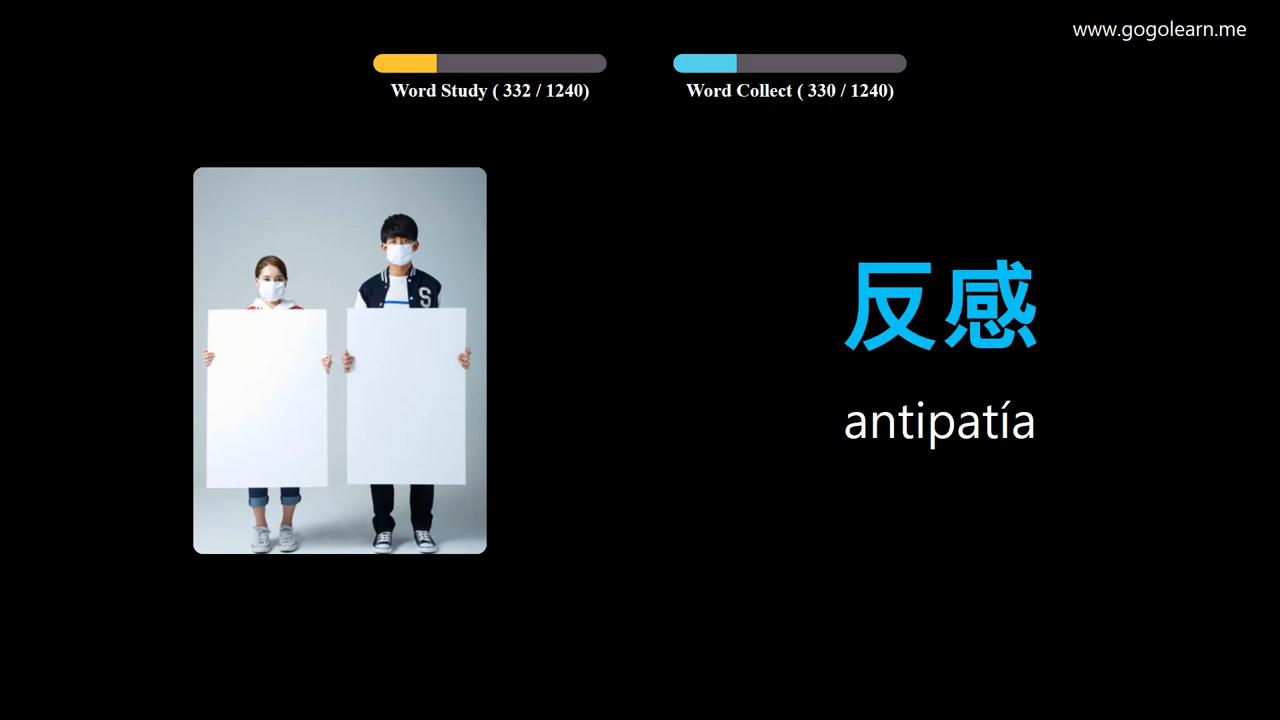 www.gogolearn.me
Word Study ( 332 / 1240)
Word Collect ( 330 / 1240)
S
反感
antipatía